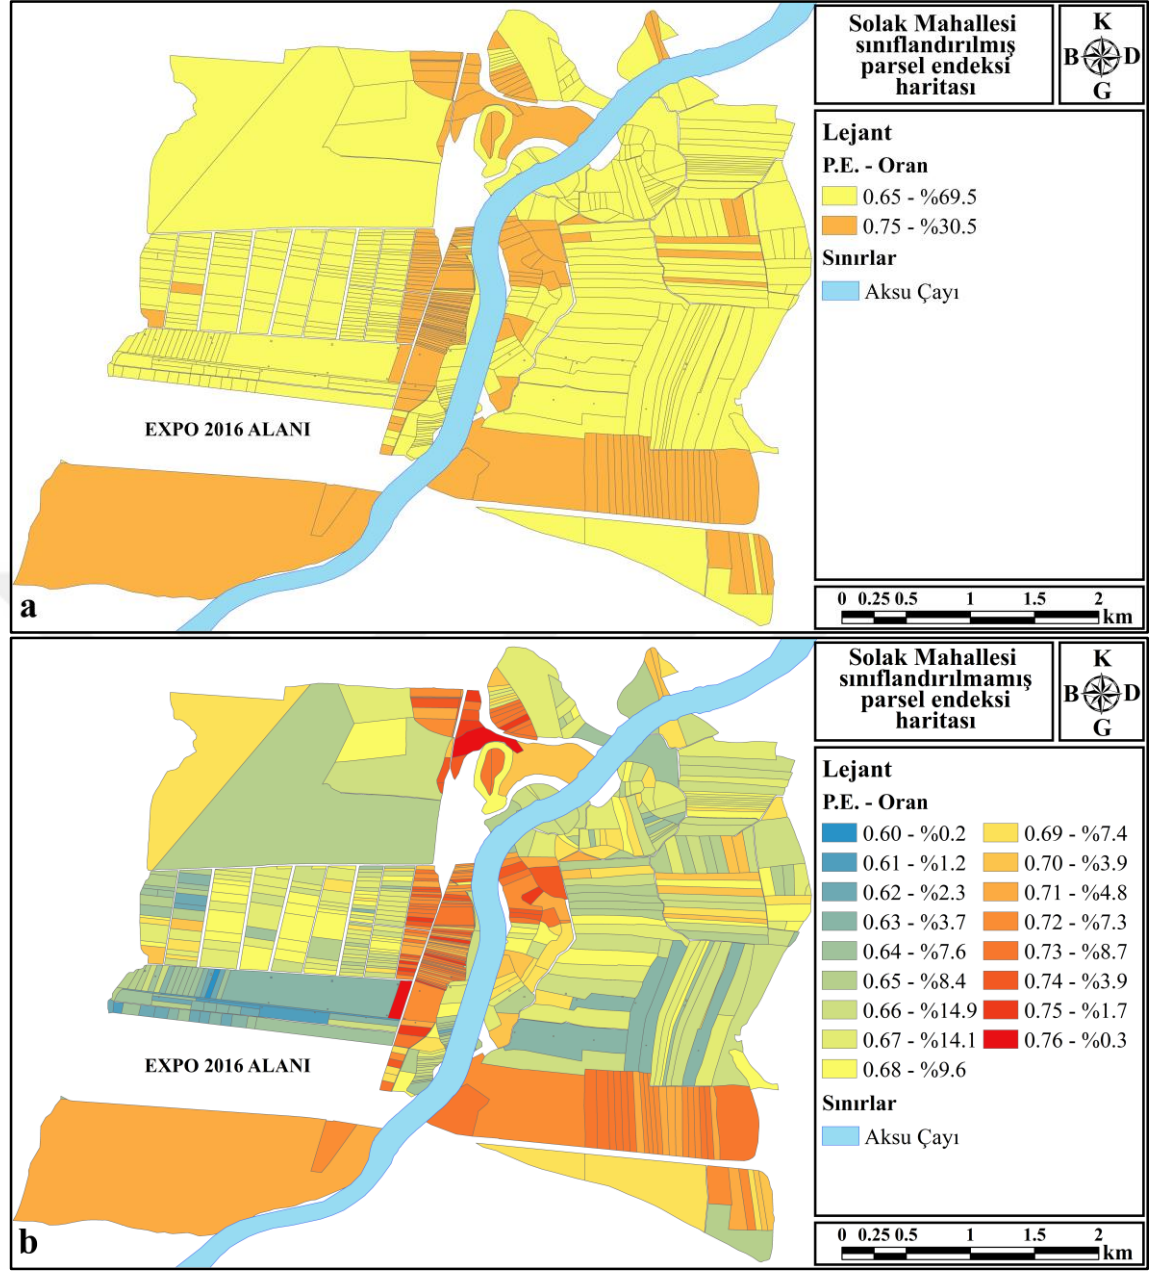 Solak Mahallesi
sınıflandırılmış
parsel endeksi
haritası
K
B D
G
Lejant
P.E. - Oran
0.65 - %69.5
0.75 - %30.5
Sınırlar
Aksu Çayı
EXPO 2016 ALANI
a
0 0.25 0.5 1 1.5 2
km
Solak Mahallesi
sınıflandırılmamış
parsel endeksi
haritası
K
B D
G
Lejant
P.E. - Oran
0.60 - %0.2 0.69 - %7.4
0.61 - %1.2 0.70 - %3.9
0.62 - %2.3 0.71 - %4.8
0.63 - %3.7 0.72 - %7.3
0.64 - %7.6 0.73 - %8.7
0.65 - %8.4 0.74 - %3.9
0.66 - %14.9 0.75 - %1.7
0.67 - %14.1 0.76 - %0.3
0.68 - %9.6
Sınırlar
Aksu Çayı
EXPO 2016 ALANI
b
0 0.25 0.5 1 1.5 2
km